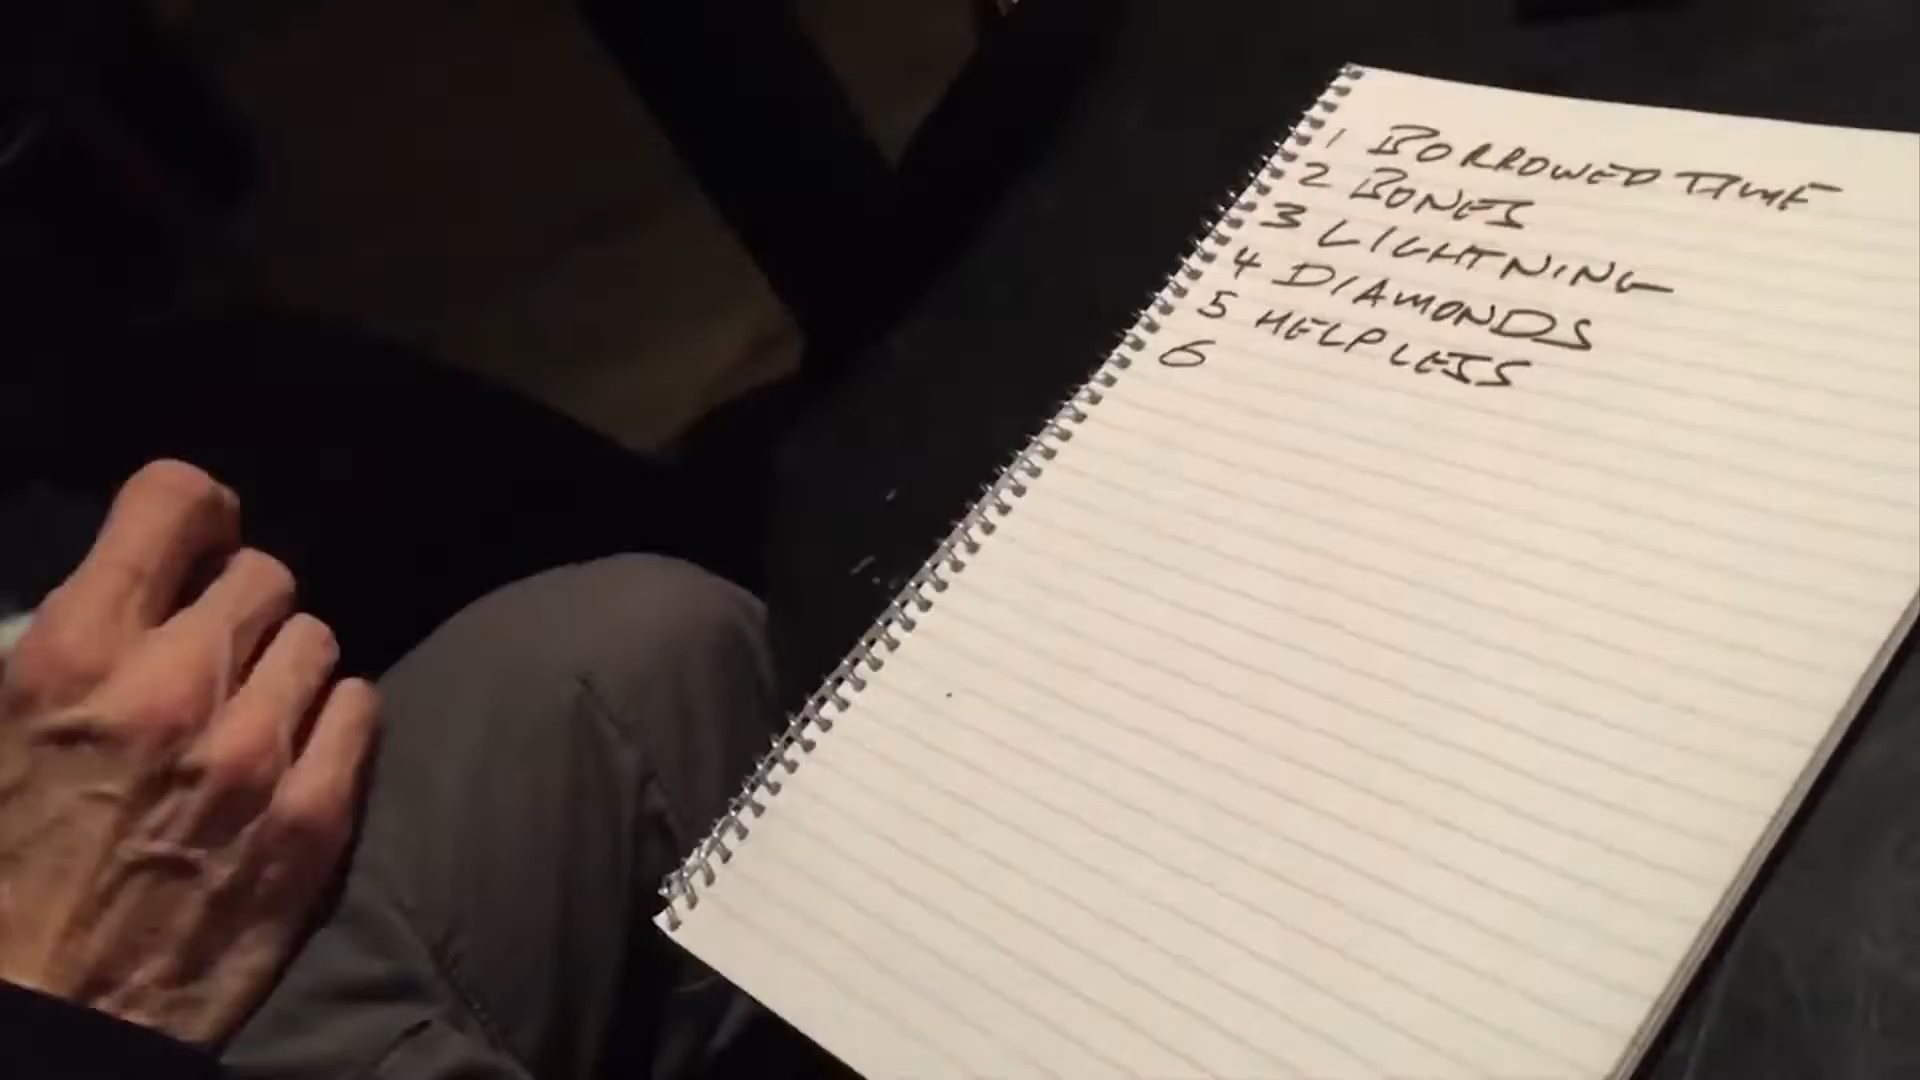 1 BORROWED TIME
2 BONES
3 LIGHTNING
4 DIAMONDS
5 HELPLESS
6